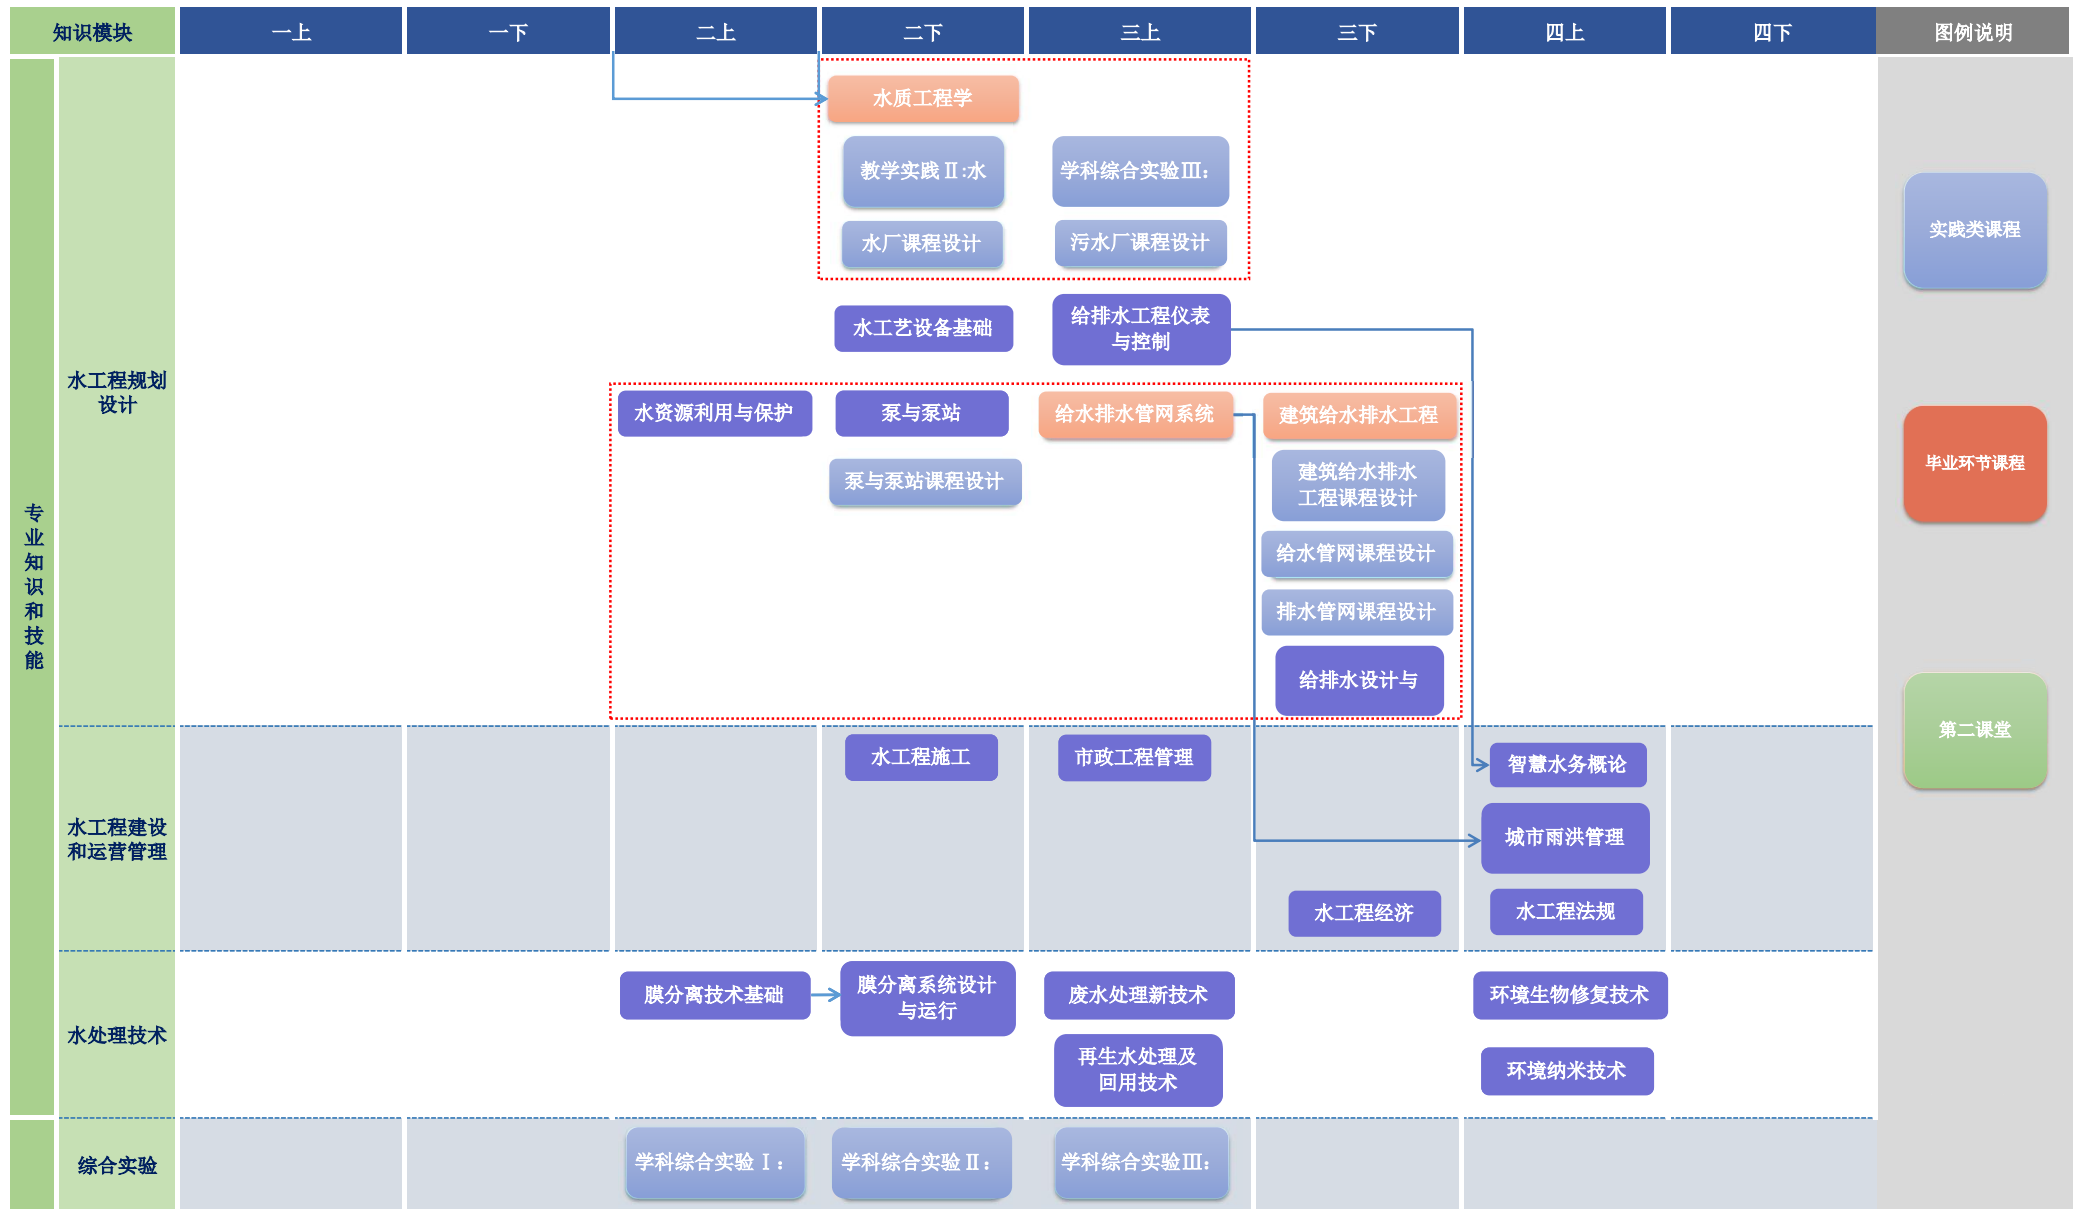 知识模块
一上
一下
二上
二下
三上
三下
四上
四下
图例说明
专业知识和技能
水工程规划
设计
水质工程学
教学实践Ⅱ:水
学科综合实验Ⅲ：
水厂课程设计
污水厂课程设计
水工艺设备基础
给排水工程仪表
与控制
水资源利用与保护
泵与泵站
给水排水管网系统
建筑给水排水工程
泵与泵站课程设计
建筑给水排水
工程课程设计
给水管网课程设计
排水管网课程设计
给排水设计与
水工程建设
和运营管理
水工程施工
市政工程管理
智慧水务概论
城市雨洪管理
水工程经济
水工程法规
水处理技术
膜分离技术基础
膜分离系统设计
与运行
废水处理新技术
环境生物修复技术
再生水处理及
回用技术
环境纳米技术
综合实验
学科综合实验Ⅰ：
学科综合实验Ⅱ：
学科综合实验Ⅲ：
实践类课程
毕业环节课程
第二课堂